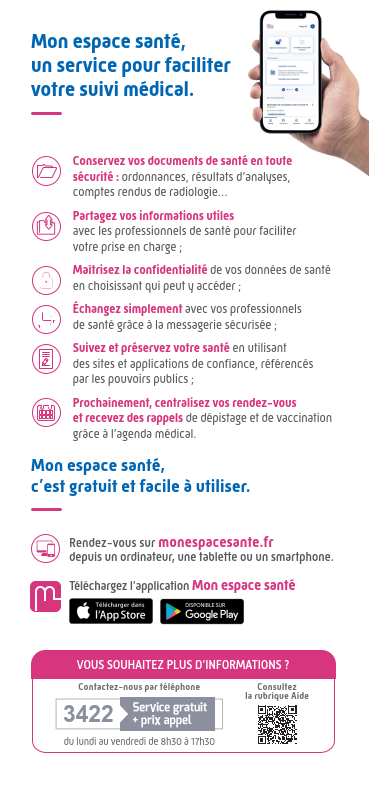 Mon espace santé,
un service pour faciliter
votre suivi médical.
Conservez vos documents de santé en toute
sécurité : ordonnances, résultats d'analyses,
comptes rendus de radiologie...
Partagez vos informations utiles
avec les professionnels de santé pour faciliter
votre prise en charge ;
Maîtrisez la confidentialité de vos données de santé
en choisissant qui peut y accéder ;
Échangez simplement avec vos professionnels
de santé grâce à la messagerie sécurisée ;
Suivez et préservez votre santé en utilisant
des sites et applications de confiance, référencés
par les pouvoirs publics ;
Prochainement, centralisez vos rendez-vous
et recevez des rappels de dépistage et de vaccination
grâce à l'agenda médical.
Mon espace santé,
c'est gratuit et facile à utiliser.
Rendez-vous sur monespacesante.fr
depuis un ordinateur, une tablette ou un smartphone.
Téléchargez l'application Mon espace santé
Télécharger dans
l'App Store
DISPONIBLE SUR
Google Play
VOUS SOUHAITEZ PLUS D'INFORMATIONS ?
Contactez-nous par téléphone
3422 Service gratuit
+ prix appel
du lundi au vendredi de 8h30 à 17h30
Consultez
la rubrique Aide